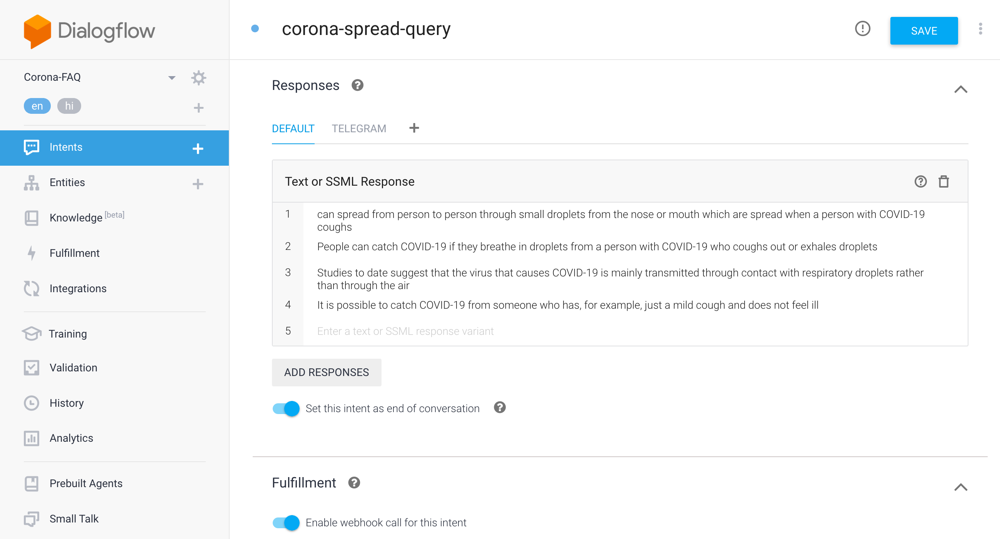 Dialogflow
Corona-FAQ
en hi
Intents
Entities
Knowledge [beta]
Fulfillment
Integrations
Training
Validation
History
Analytics
Prebuilt Agents
Small Talk
corona-spread-query
SAVE
Responses
DEFAULT TELEGRAM
Text or SSML Response
1 can spread from person to person through small droplets from the nose or mouth which are spread when a person with COVID-19
coughs
2 People can catch COVID-19 if they breathe in droplets from a person with COVID-19 who coughs out or exhales droplets
3 Studies to date suggest that the virus that causes COVID-19 is mainly transmitted through contact with respiratory droplets rather
than through the air
4 It is possible to catch COVID-19 from someone who has, for example, just a mild cough and does not feel ill
5 Enter a text or SSML response variant
ADD RESPONSES
Set this intent as end of conversation
Fulfillment
Enable webhook call for this intent